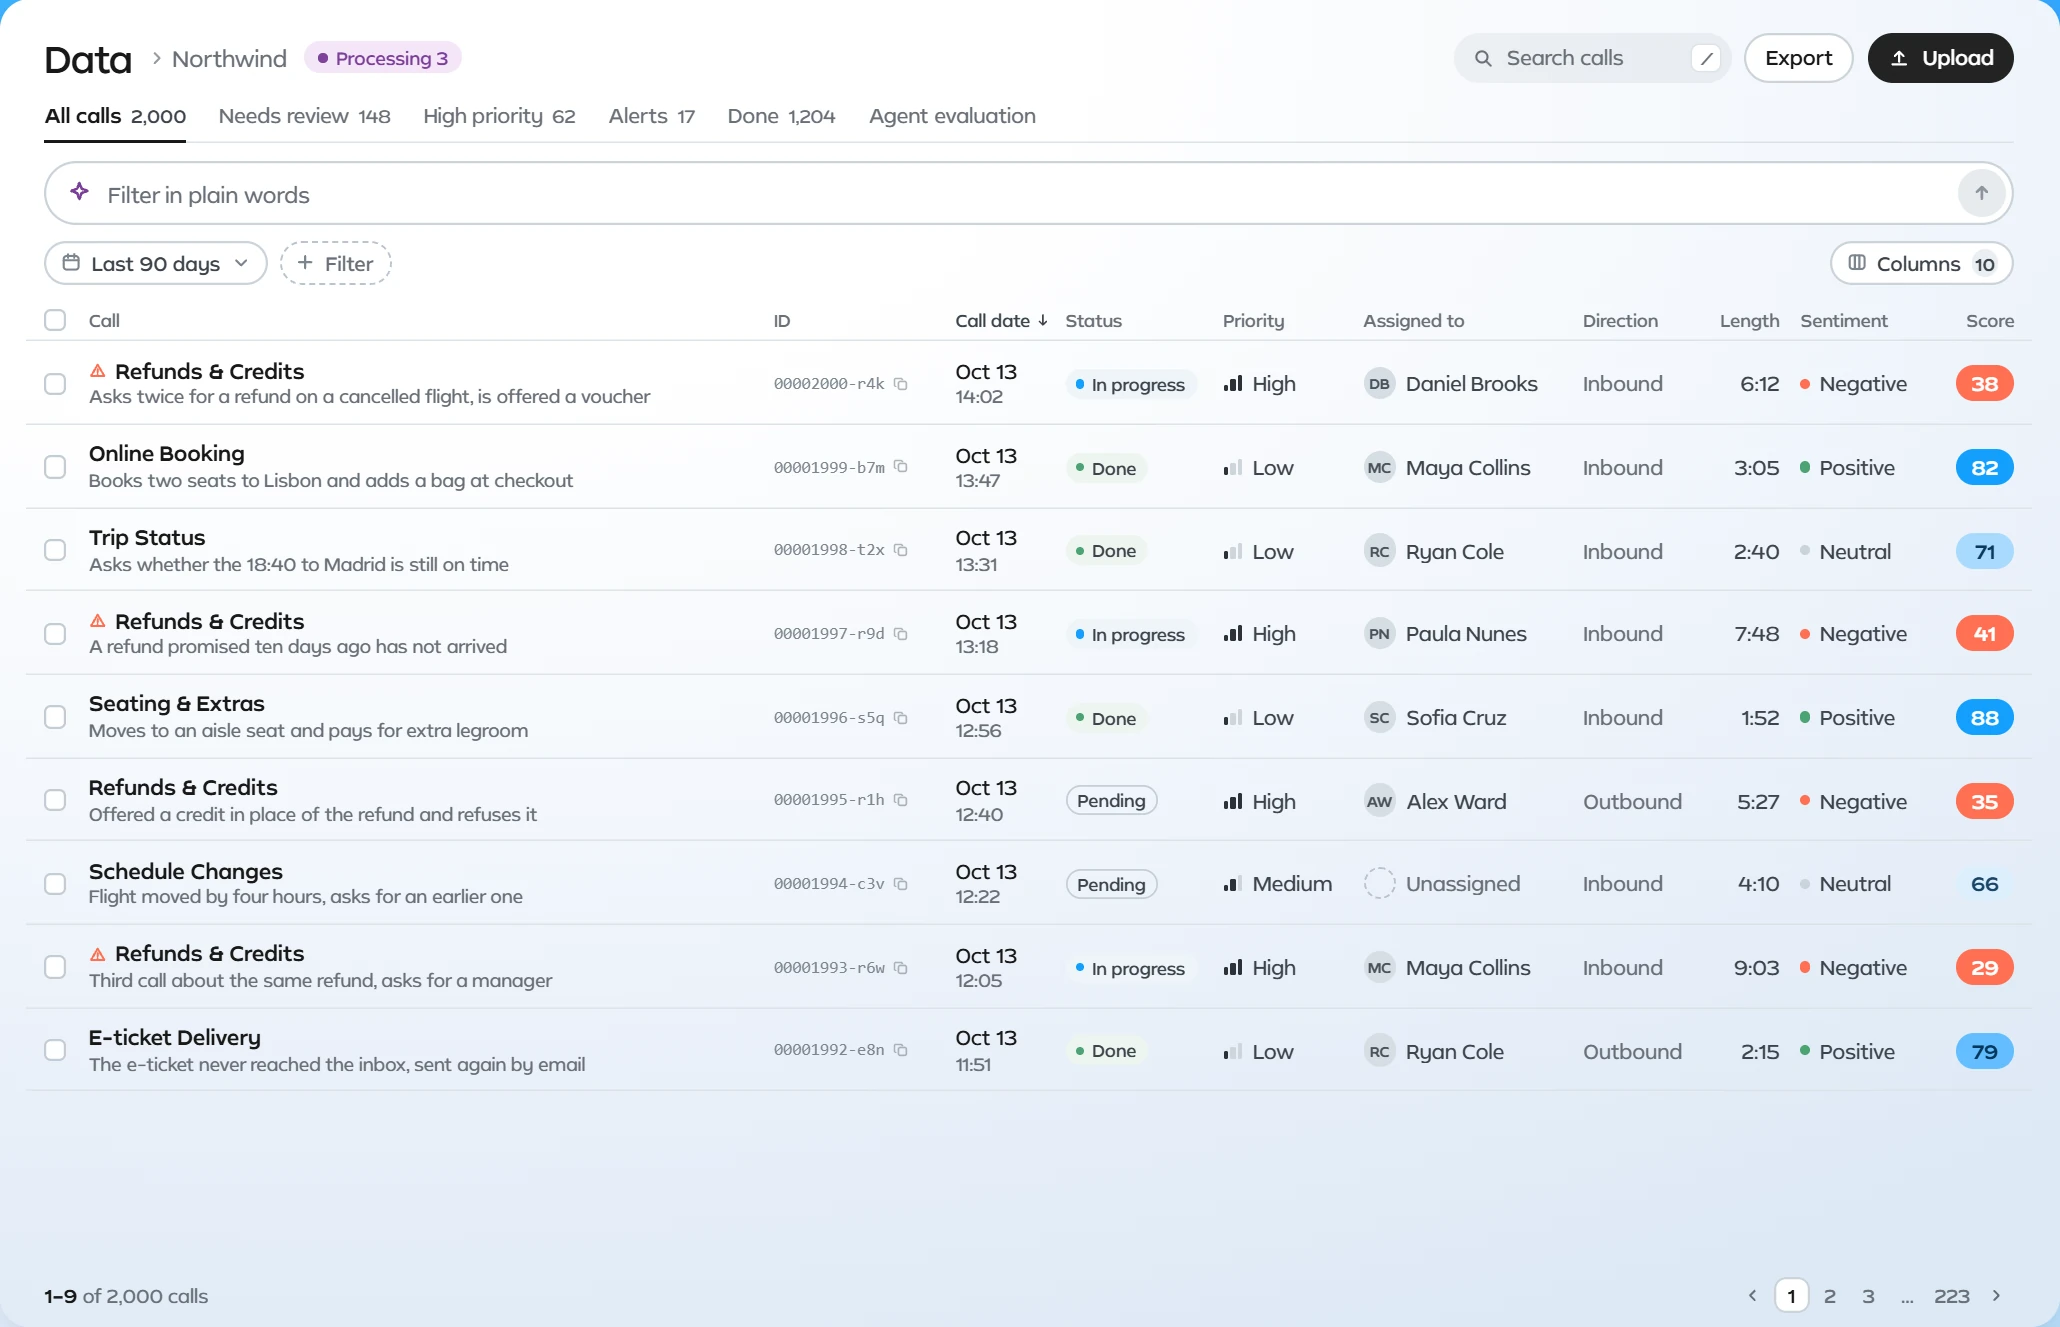 Data > Northwind Processing 3 Search calls / Export Upload
All calls 2,000 Needs review 148 High priority 62 Alerts 17 Done 1,204 Agent evaluation
Filter in plain words
Last 90 days + Filter Columns 10
Call ID Call date ↓ Status Priority Assigned to Direction Length Sentiment Score
Refunds & Credits
Asks twice for a refund on a cancelled flight, is offered a voucher
00002000-r4k
Oct 13
14:02
In progress High DB Daniel Brooks Inbound 6:12 Negative 38
Online Booking
Books two seats to Lisbon and adds a bag at checkout
00001999-b7m
Oct 13
13:47
Done Low MC Maya Collins Inbound 3:05 Positive 82
Trip Status
Asks whether the 18:40 to Madrid is still on time
00001998-t2x
Oct 13
13:31
Done Low RC Ryan Cole Inbound 2:40 Neutral 71
Refunds & Credits
A refund promised ten days ago has not arrived
00001997-r9d
Oct 13
13:18
In progress High PN Paula Nunes Inbound 7:48 Negative 41
Seating & Extras
Moves to an aisle seat and pays for extra legroom
00001996-s5q
Oct 13
12:56
Done Low SC Sofia Cruz Inbound 1:52 Positive 88
Refunds & Credits
Offered a credit in place of the refund and refuses it
00001995-r1h
Oct 13
12:40
Pending High AW Alex Ward Outbound 5:27 Negative 35
Schedule Changes
Flight moved by four hours, asks for an earlier one
00001994-c3v
Oct 13
12:22
Pending Medium Unassigned Inbound 4:10 Neutral 66
Refunds & Credits
Third call about the same refund, asks for a manager
00001993-r6w
Oct 13
12:05
In progress High MC Maya Collins Inbound 9:03 Negative 29
E-ticket Delivery
The e-ticket never reached the inbox, sent again by email
00001992-e8n
Oct 13
11:51
Done Low RC Ryan Cole Outbound 2:15 Positive 79
1–9 of 2,000 calls < 1 2 3 ... 223 >